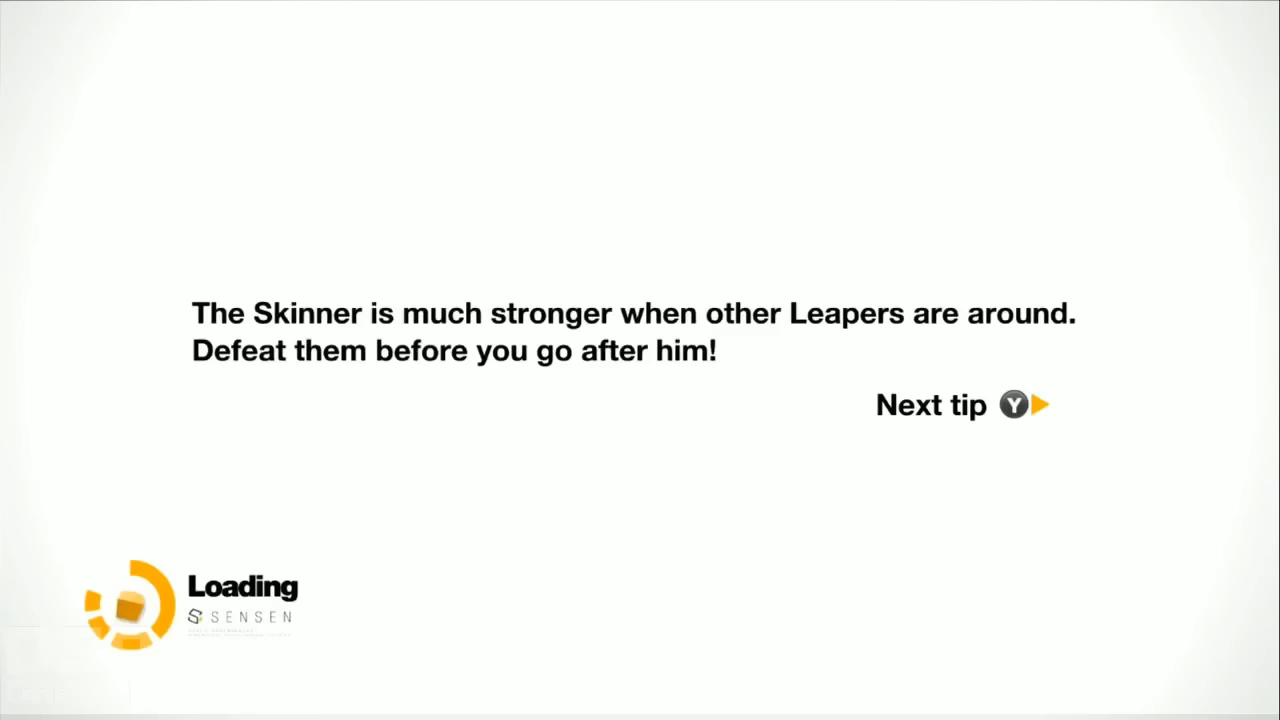 The Skinner is much stronger when other Leapers are around.
Defeat them before you go after him!
Next tip Y
Loading
SENSEN